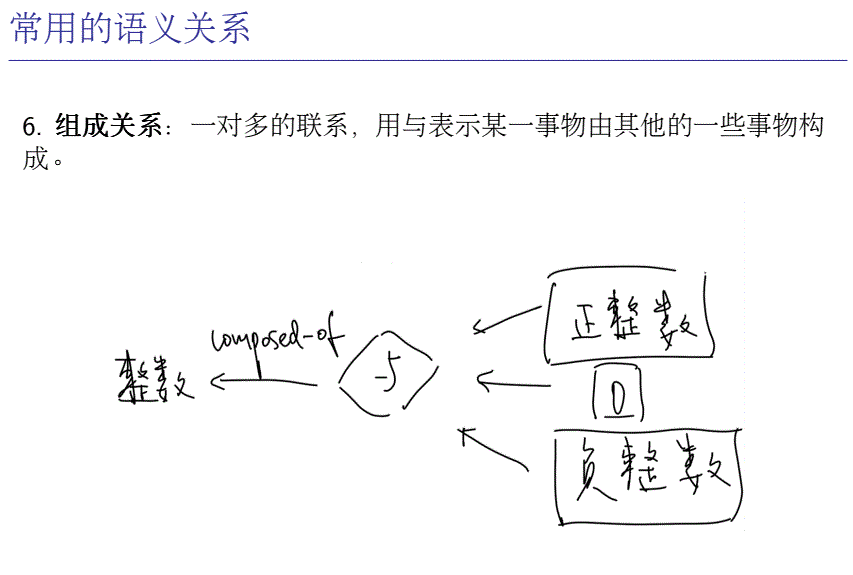 常用的语义关系
6. 组成关系：一对多的联系，用与表示某一事物由其他的一些事物构
成。
正整数
composed-of
整数
0
负整数